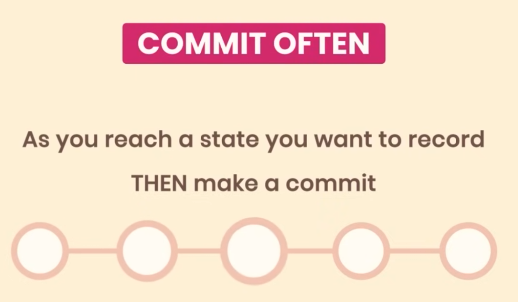 COMMIT OFTEN
As you reach a state you want to record
THEN make a commit